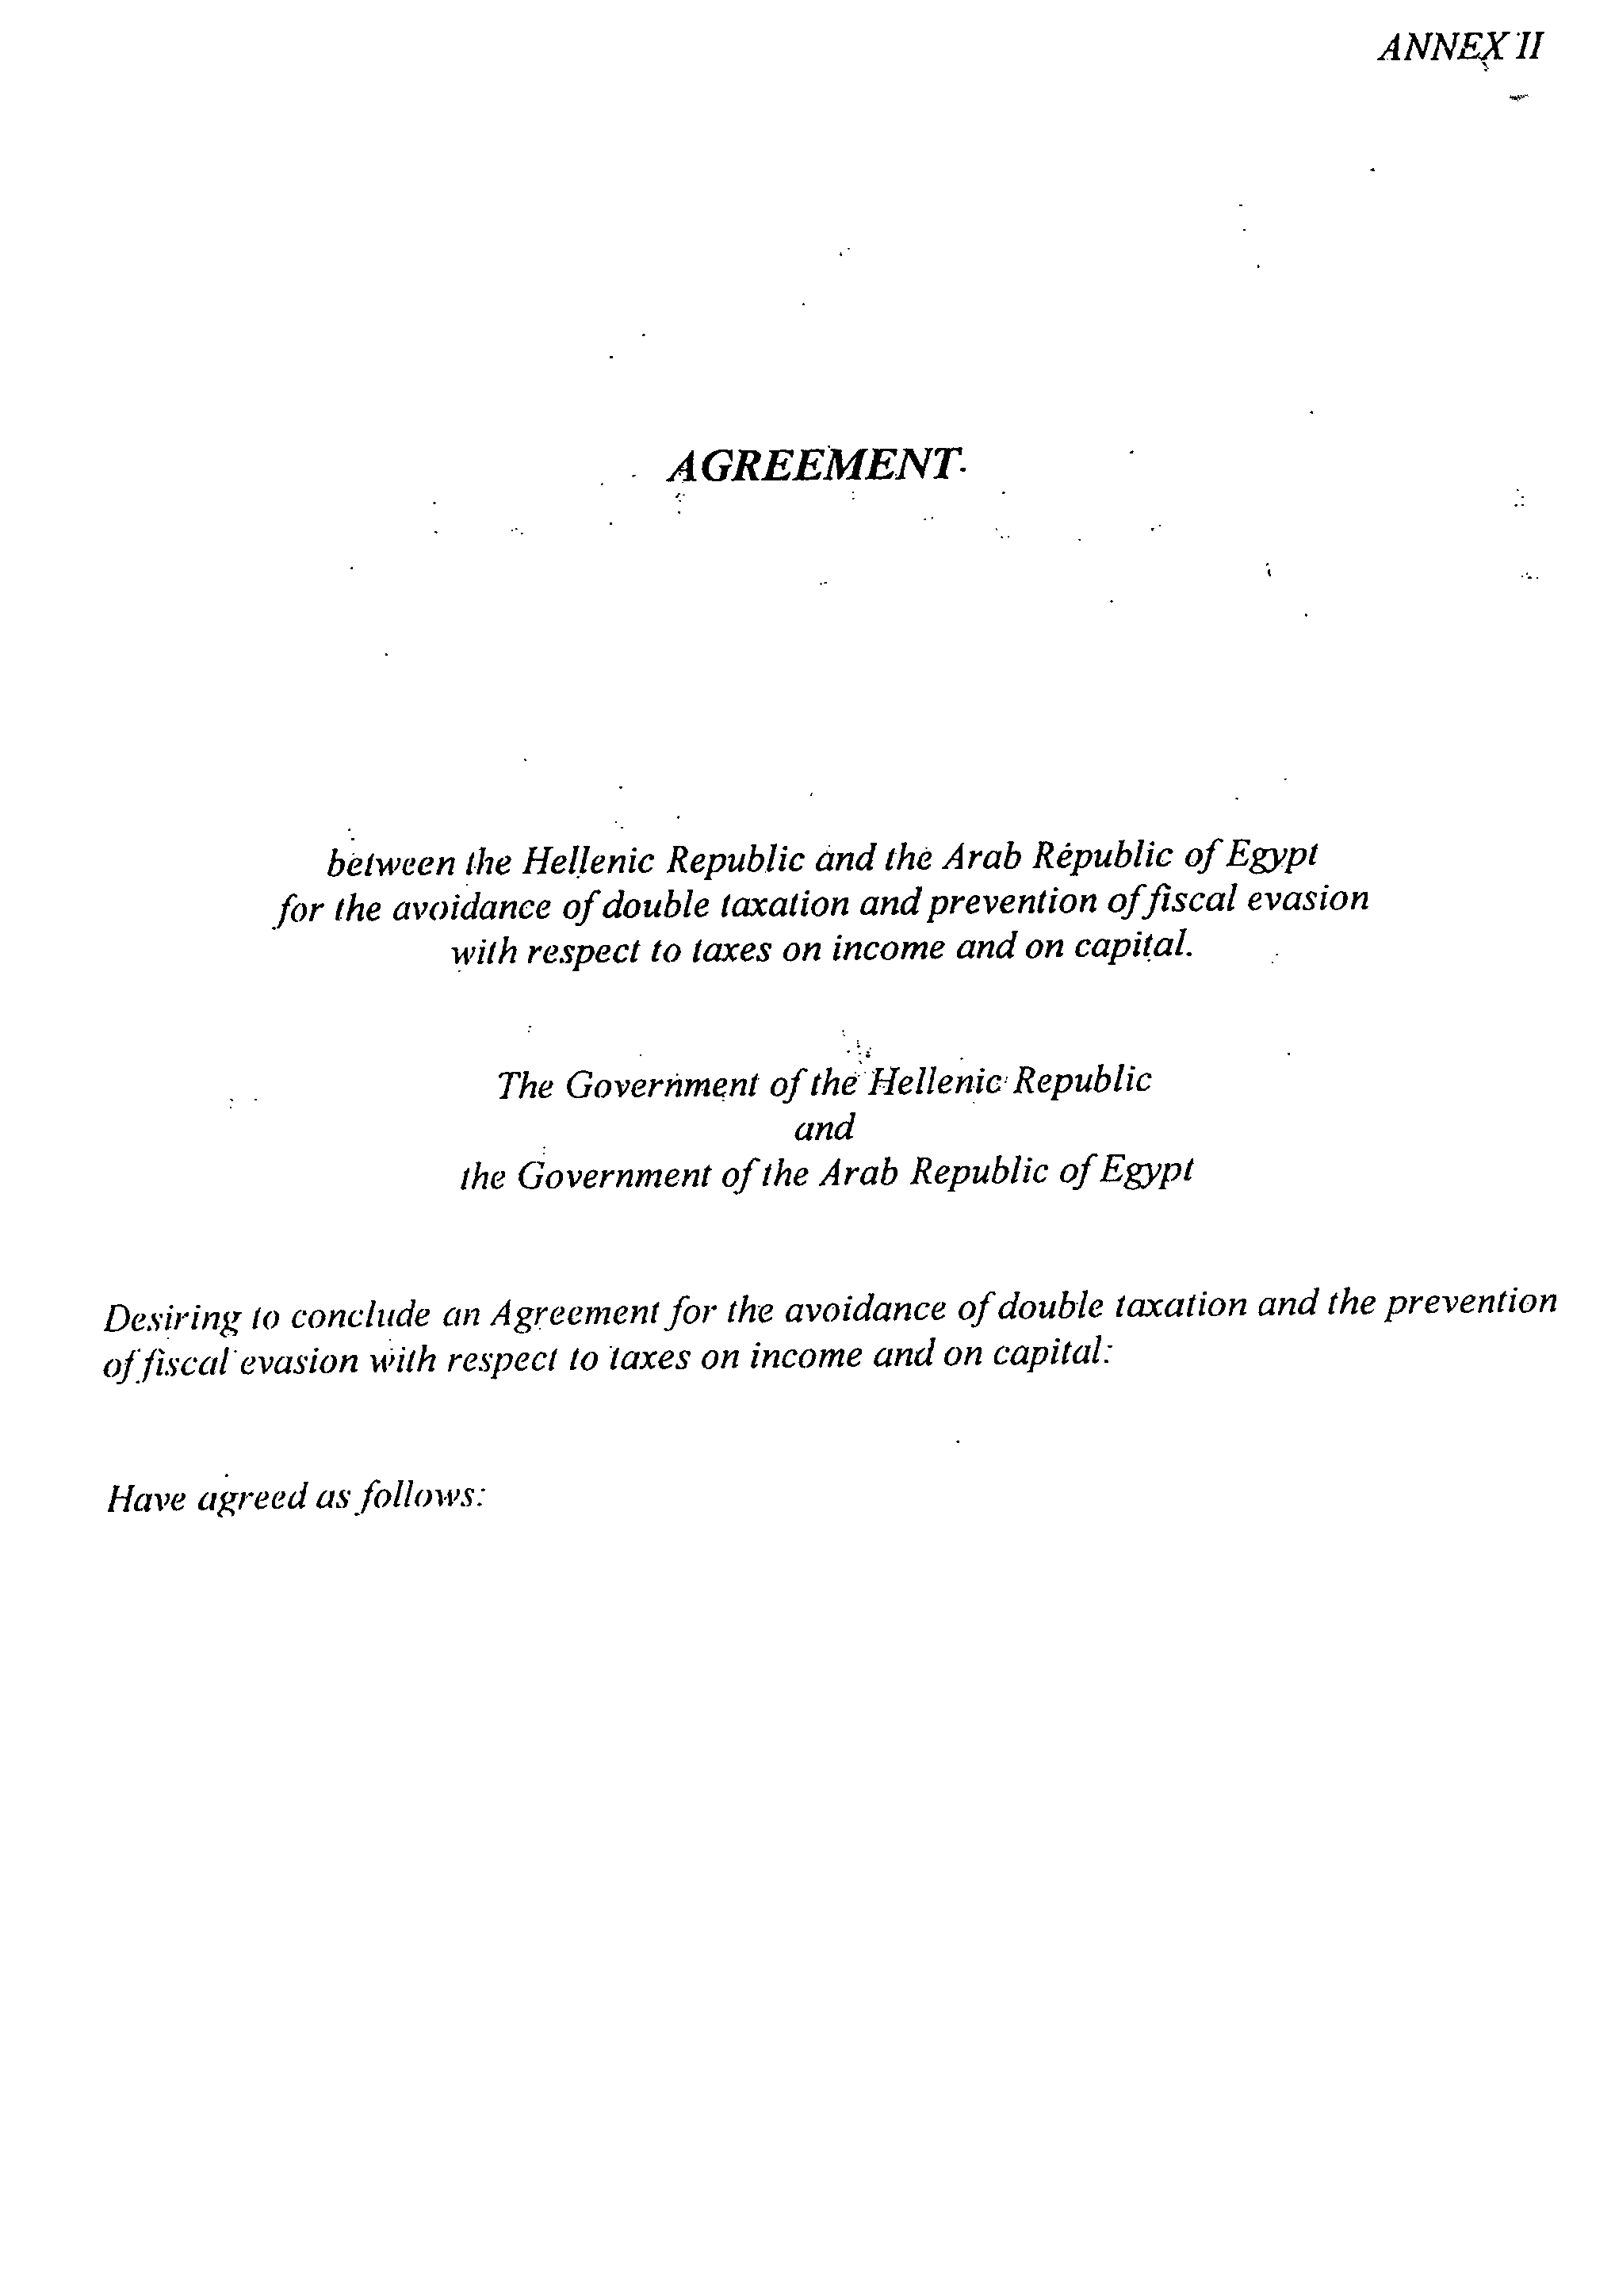 ANNEX II
AGREEMENT
between the Hellenic Republic and the Arab Republic of Egypt
for the avoidance of double taxation and prevention of fiscal evasion
with respect to taxes on income and on capital.
The Government of the Hellenic Republic
and
the Government of the Arab Republic of Egypt
Desiring to conclude an Agreement for the avoidance of double taxation and the prevention
of fiscal evasion with respect to taxes on income and on capital:
Have agreed as follows: